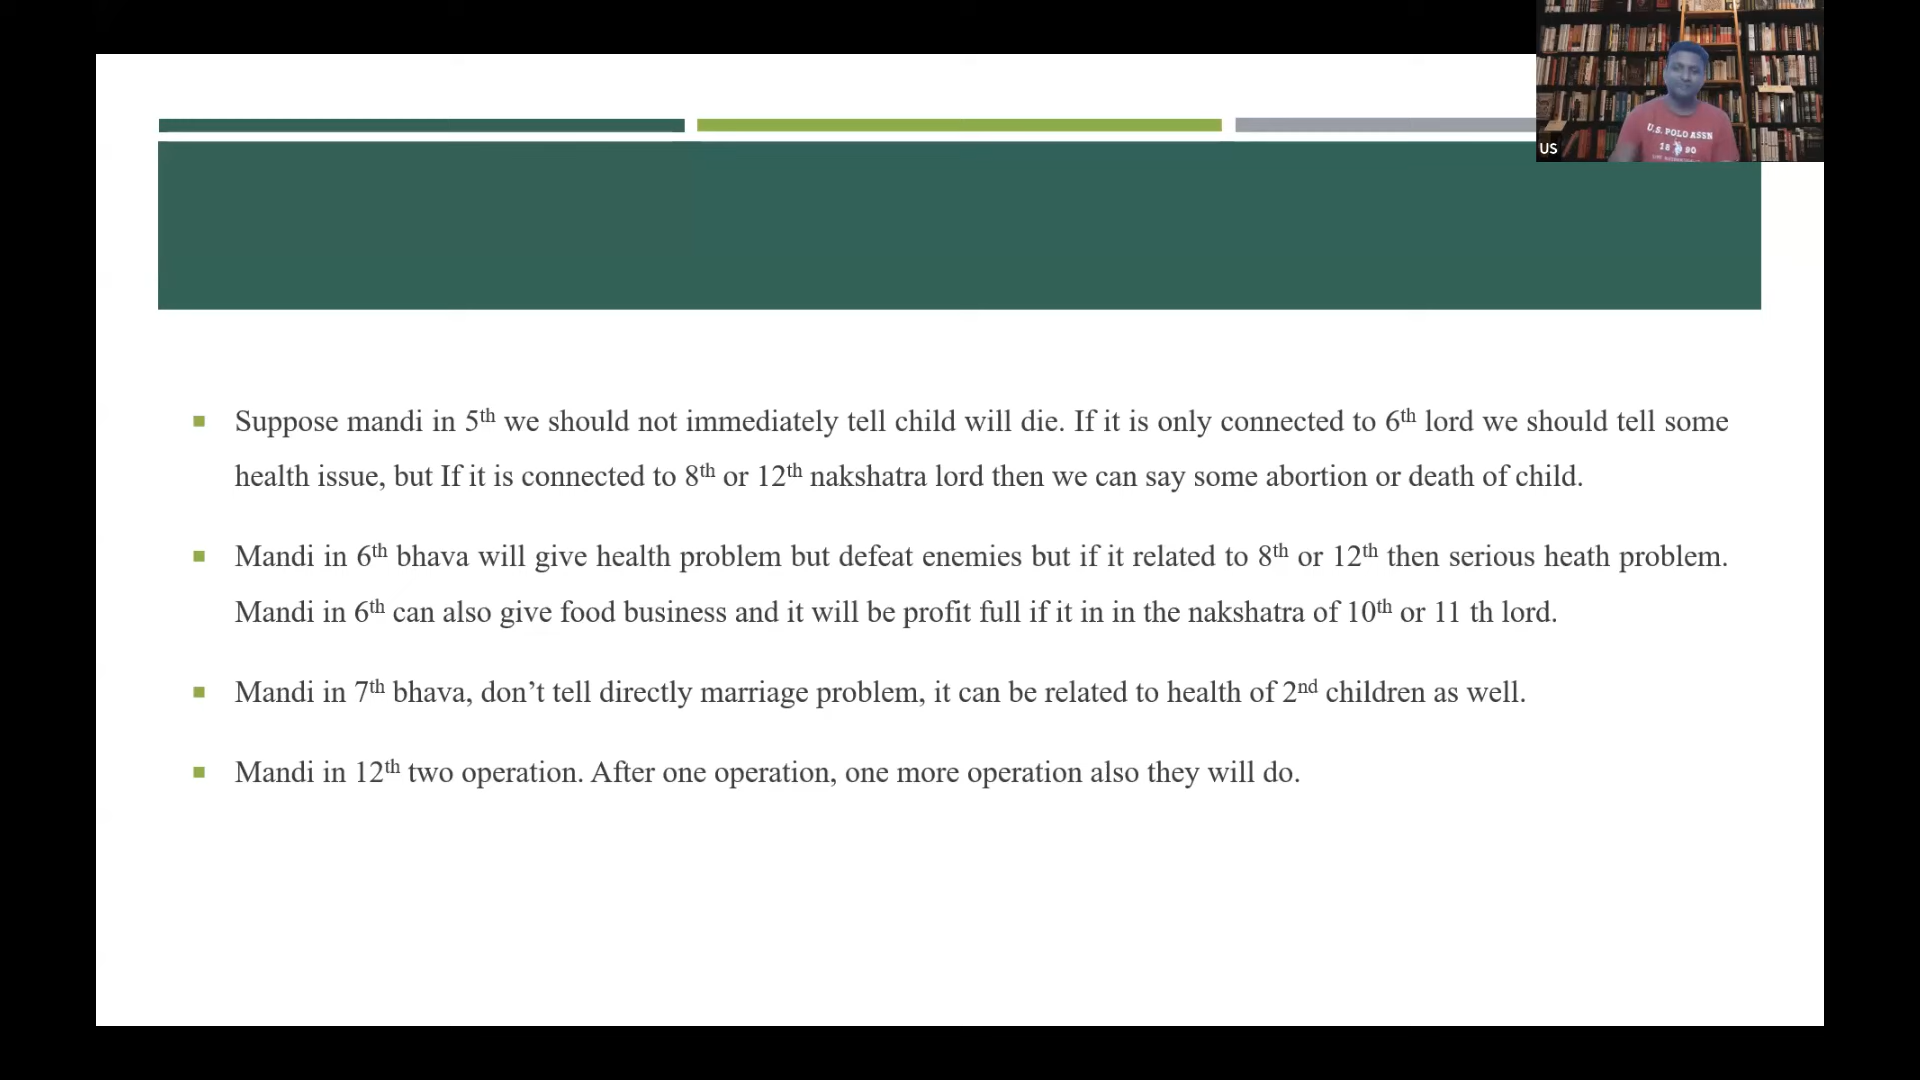 U.S. POLO ASSN
18 90
US
Suppose mandi in 5th we should not immediately tell child will die. If it is only connected to 6th lord we should tell some
health issue, but If it is connected to 8th or 12th nakshatra lord then we can say some abortion or death of child.
Mandi in 6th bhava will give health problem but defeat enemies but if it related to 8th or 12th then serious heath problem.
Mandi in 6th can also give food business and it will be profit full if it in in the nakshatra of 10th or 11 th lord.
Mandi in 7th bhava, don’t tell directly marriage problem, it can be related to health of 2nd children as well.
Mandi in 12th two operation. After one operation, one more operation also they will do.